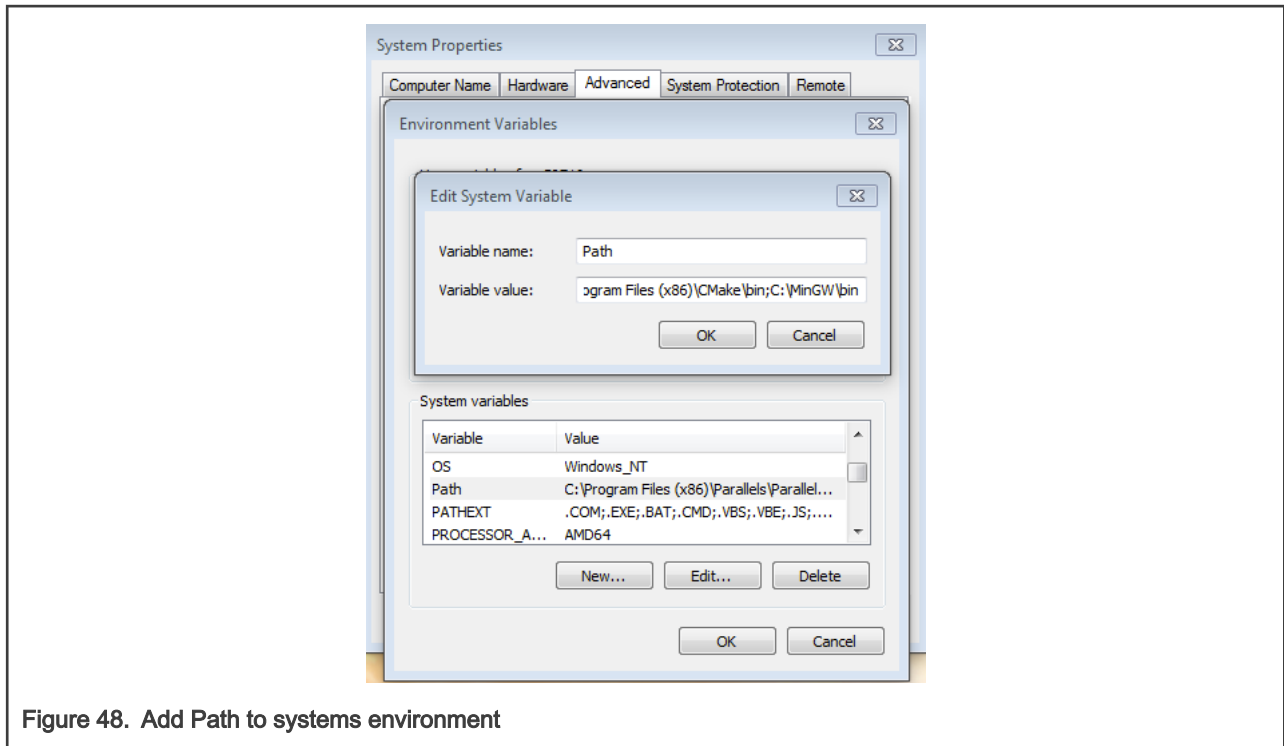 System Properties
Computer Name Hardware Advanced System Protection Remote
Environment Variables
Edit System Variable
Variable name: Path
Variable value: ogram Files (x86)\CMake\bin;C:\MinGW\bin
OK Cancel
System variables
Variable Value
OS Windows_NT
Path C:\Program Files (x86)\Parallels\Parallel...
PATHEXT .COM;.EXE;.BAT;.CMD;.VBS;.VBE;.JS;....
PROCESSOR_A... AMD64
New... Edit... Delete
OK Cancel
Figure 48. Add Path to systems environment